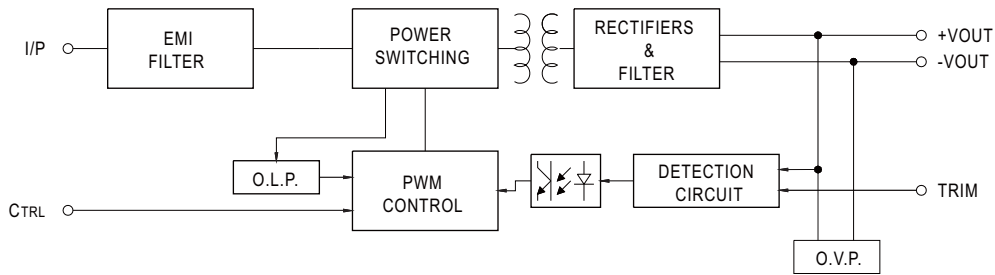 I/P
EMI
FILTER
POWER
SWITCHING
RECTIFIERS
&
FILTER
+VOUT
-VOUT
O.L.P.
PWM
CONTROL
DETECTION
CIRCUIT
TRIM
CTRL
O.V.P.